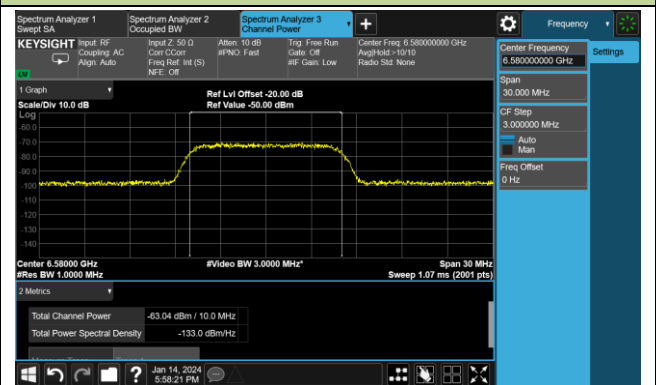 Spectrum Analyzer 1
Swept SA
Spectrum Analyzer 2
Occupied BW
Spectrum Analyzer 3
Channel Power
Frequency
KEYSIGHT
Input: RF
Coupling: AC
Align: Auto
Input Z: 50 Ω
Corr CCorr
Freq Ref: Int (S)
NFE: Off
Atten: 10 dB
#PNO: Fast
Trig: Free Run
Gate: Off
#IF Gain: Low
Center Freq: 6.580000000 GHz
Avg|Hold:>10/10
Radio Std: None
Center Frequency
6.580000000 GHz
Settings
Span
30.000 MHz
CF Step
3.000000 MHz
Auto
Man
Freq Offset
0 Hz
1 Graph
Scale/Div 10.0 dB
Ref Lvl Offset -20.00 dB
Ref Value -50.00 dBm
Log
-60.0
-70.0
-80.0
-90.0
-100
-110
-120
-130
-140
Center 6.58000 GHz
#Res BW 1.0000 MHz
#Video BW 3.0000 MHz*
Span 30 MHz
Sweep 1.07 ms (2001 pts)
2 Metrics
Total Channel Power
-63.04 dBm / 10.0 MHz
Total Power Spectral Density
-133.0 dBm/Hz
Jan 14, 2024
5:58:21 PM